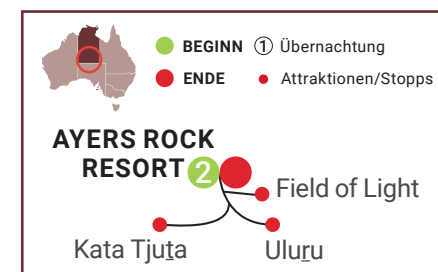 BEGINN 1 Übernachtung
ENDE Attraktionen/Stopps
AYERS ROCK
RESORT 2
Field of Light
Kata Tjuṯa Uluṟu